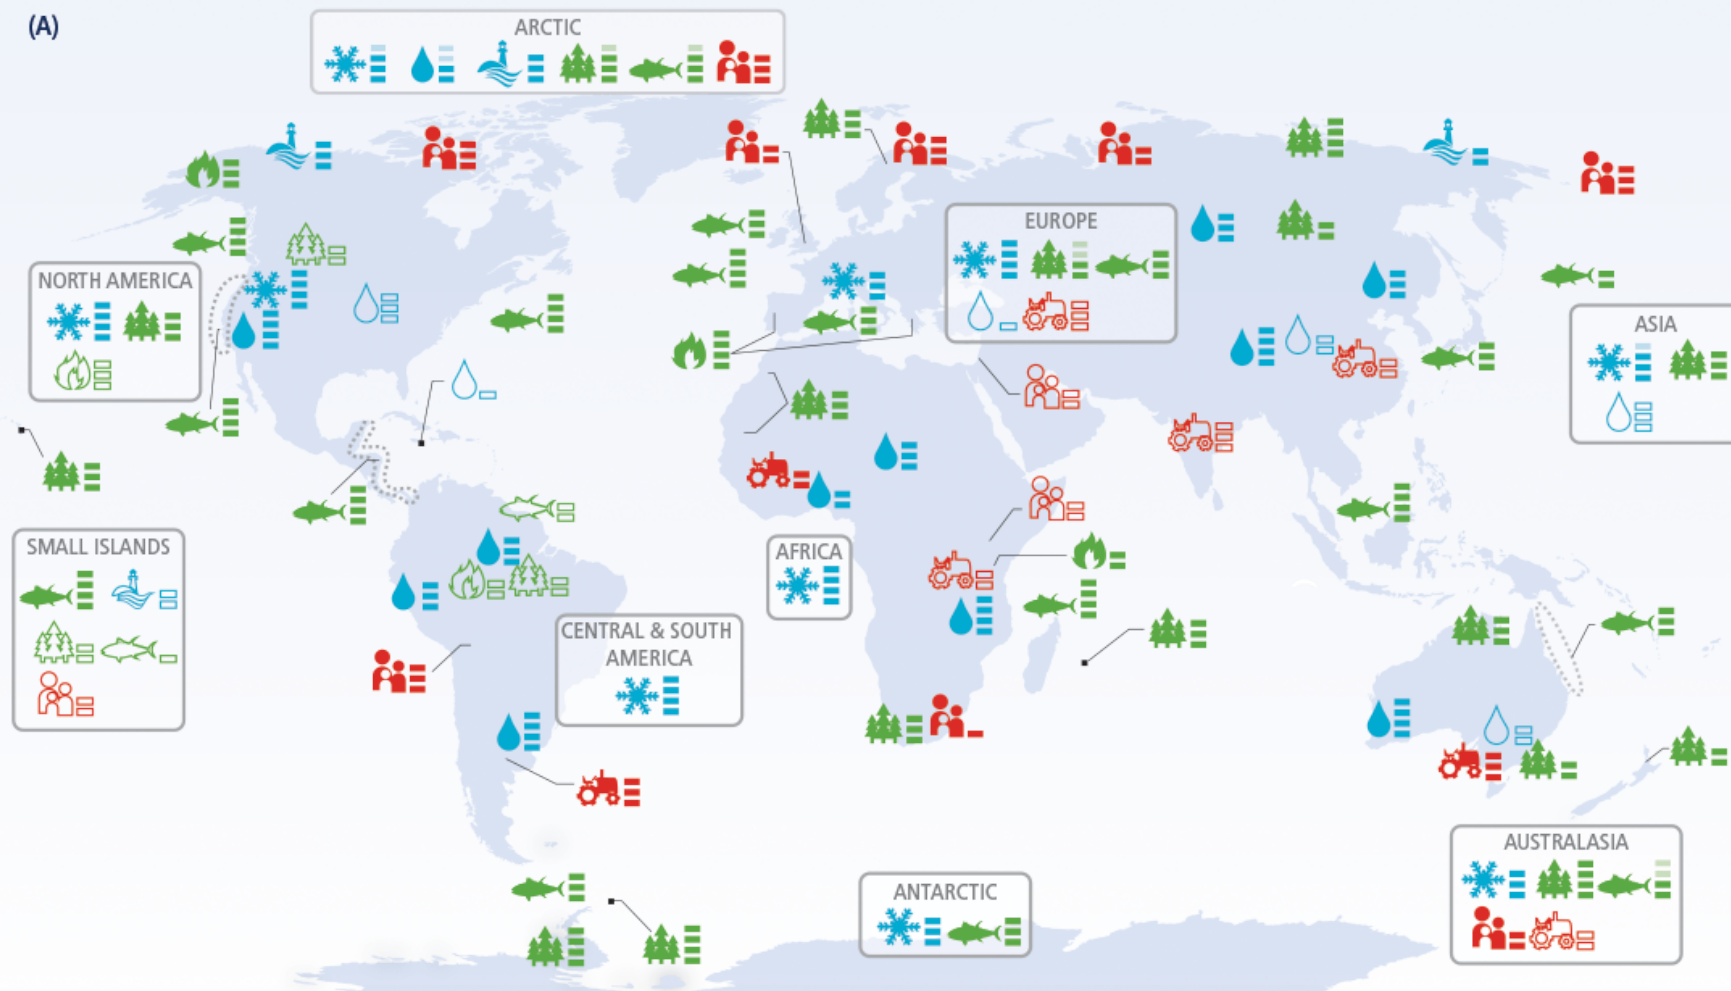 (A)
ARCTIC
EUROPE
NORTH AMERICA
ASIA
SMALL ISLANDS
AFRICA
CENTRAL & SOUTH
AMERICA
AUSTRALASIA
ANTARCTIC